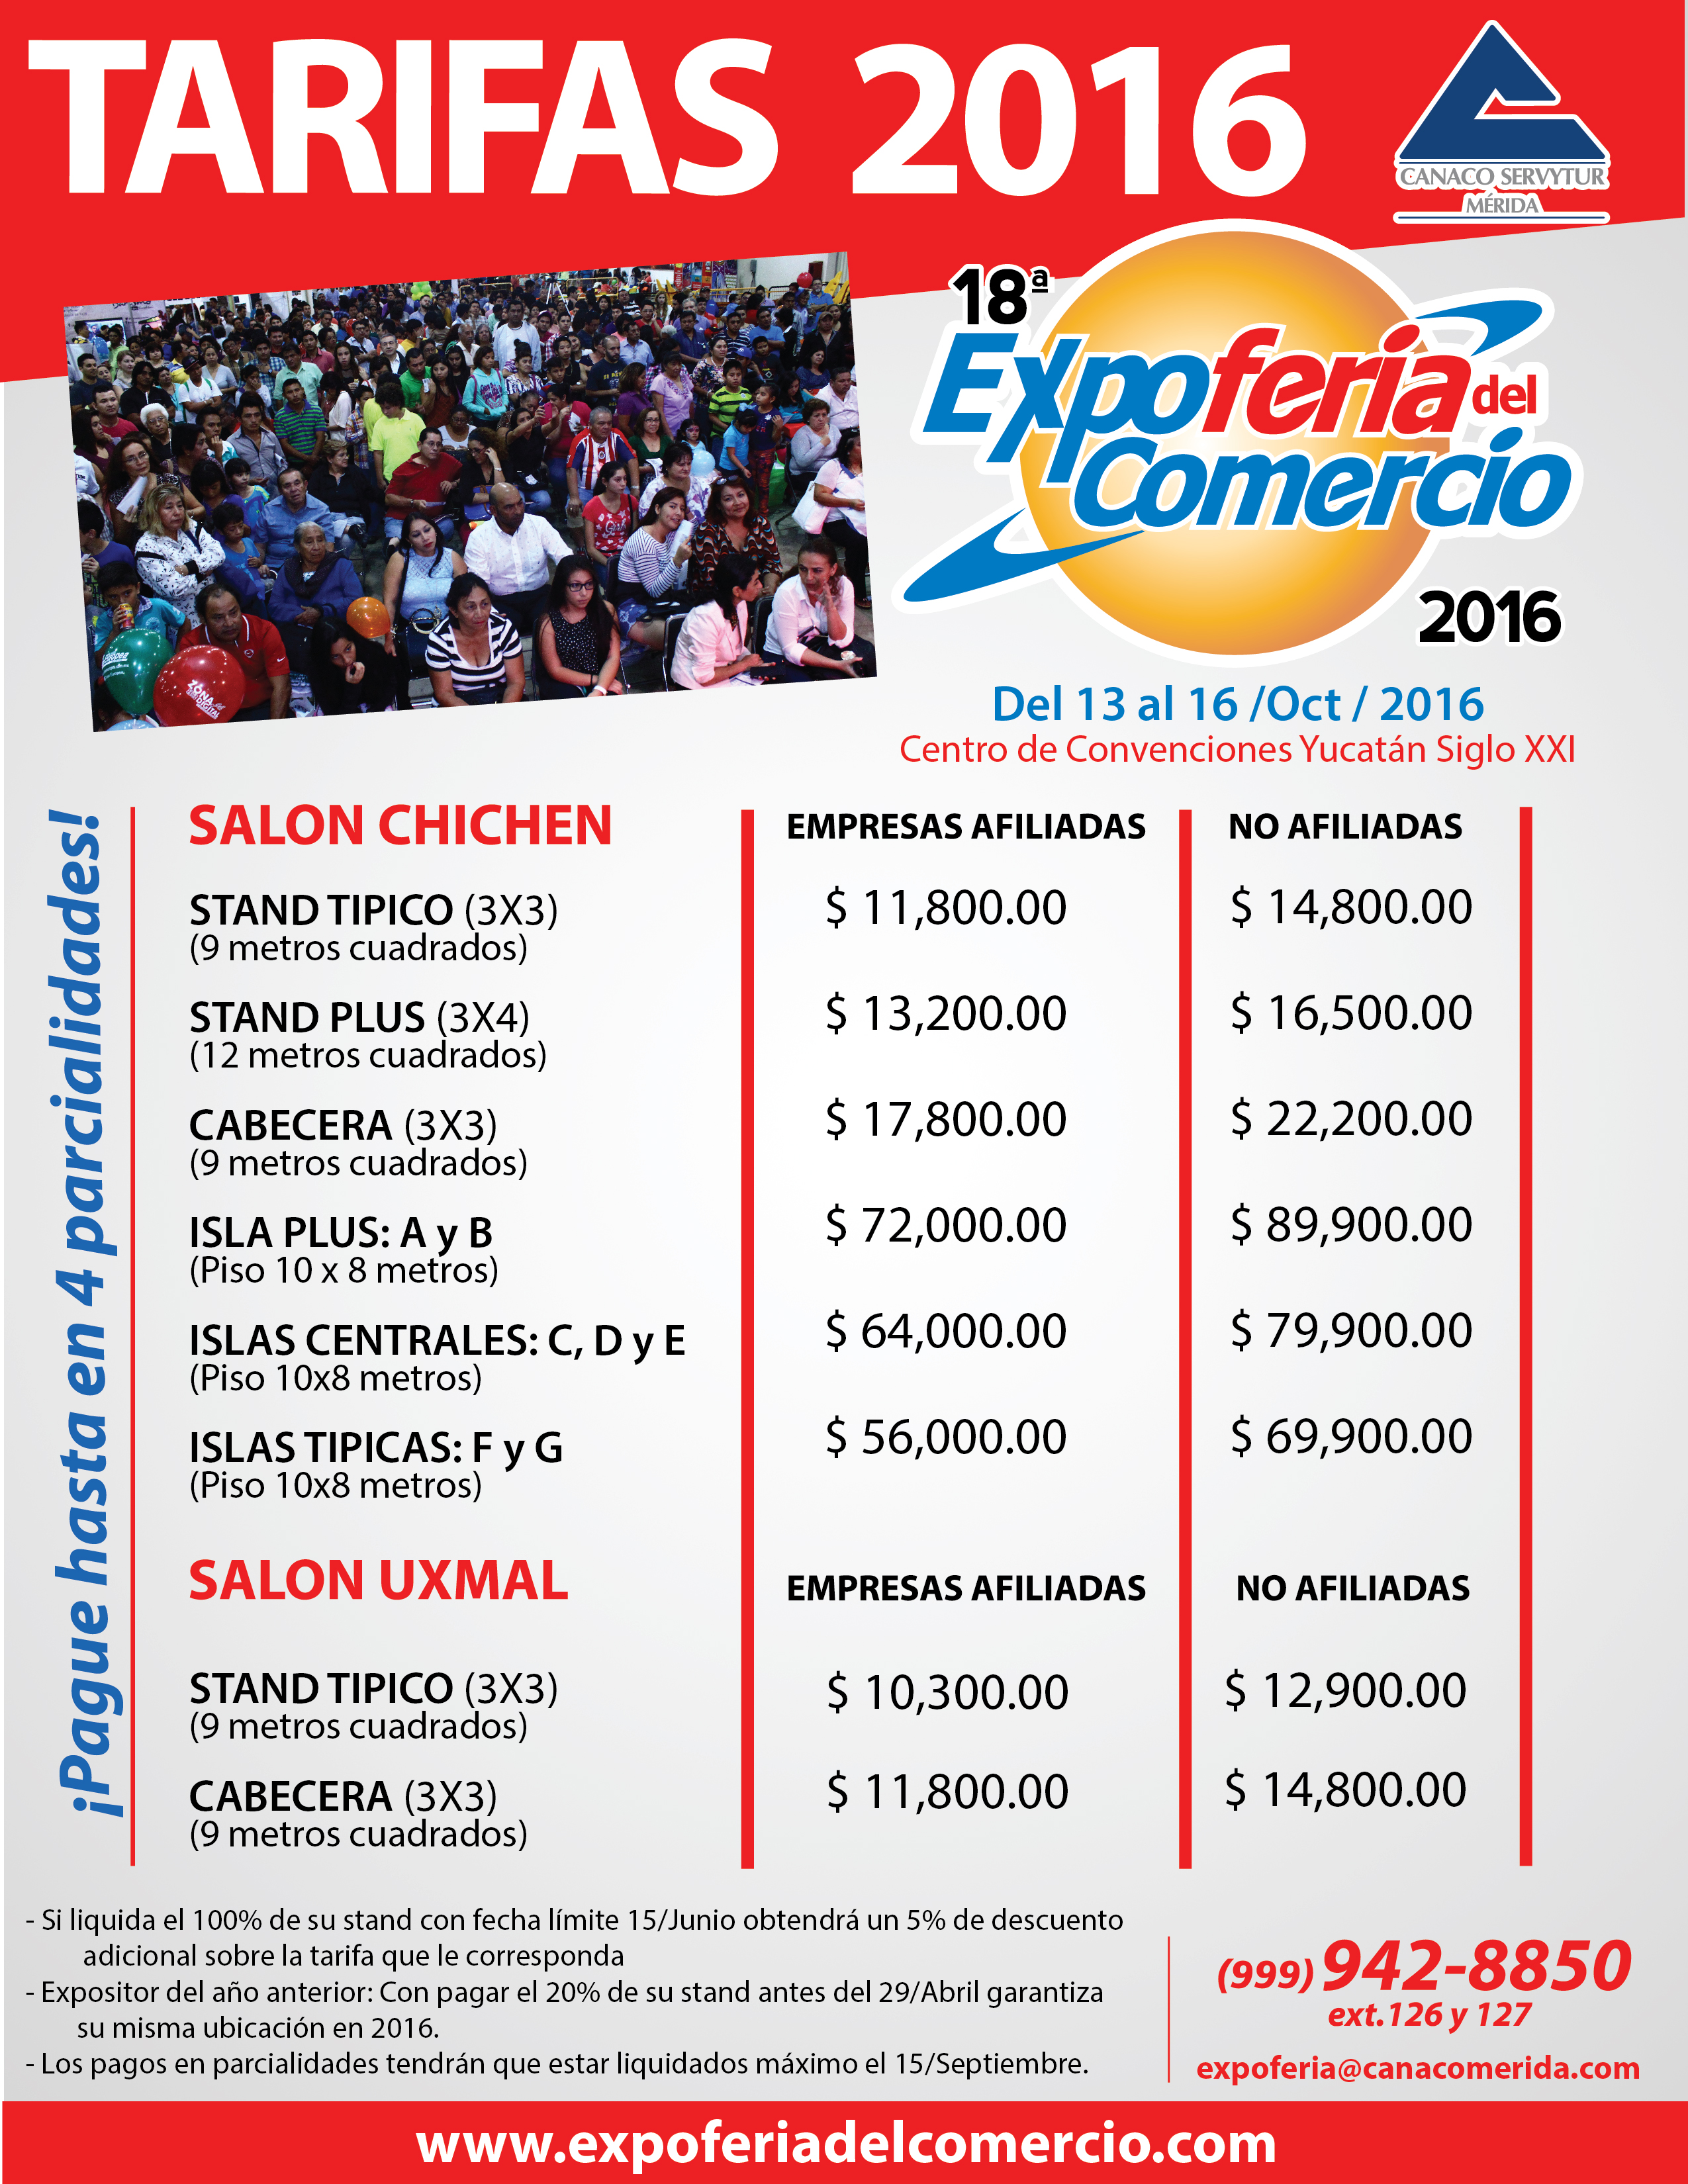 TARIFAS 2016
CANACO SERVYTUR
MÉRIDA
18ª
Expoferia del
Comercio
2016
Del 13 al 16 /Oct / 2016
Centro de Convenciones Yucatán Siglo XXI
¡Pague hasta en 4 parcialidades!
SALON CHICHEN EMPRESAS AFILIADAS NO AFILIADAS
STAND TIPICO (3X3) $ 11,800.00 $ 14,800.00
(9 metros cuadrados)
STAND PLUS (3X4) $ 13,200.00 $ 16,500.00
(12 metros cuadrados)
CABECERA (3X3) $ 17,800.00 $ 22,200.00
(9 metros cuadrados)
ISLA PLUS: A y B $ 72,000.00 $ 89,900.00
(Piso 10 x 8 metros)
ISLAS CENTRALES: C, D y E $ 64,000.00 $ 79,900.00
(Piso 10x8 metros)
ISLAS TIPICAS: F y G $ 56,000.00 $ 69,900.00
(Piso 10x8 metros)
SALON UXMAL EMPRESAS AFILIADAS NO AFILIADAS
STAND TIPICO (3X3) $ 10,300.00 $ 12,900.00
(9 metros cuadrados)
CABECERA (3X3) $ 11,800.00 $ 14,800.00
(9 metros cuadrados)
- Si liquida el 100% de su stand con fecha límite 15/Junio obtendrá un 5% de descuento
adicional sobre la tarifa que le corresponda
- Expositor del año anterior: Con pagar el 20% de su stand antes del 29/Abril garantiza
su misma ubicación en 2016.
- Los pagos en parcialidades tendrán que estar liquidados máximo el 15/Septiembre.
(999) 942-8850
ext.126 y 127
expoferia@canacomerida.com
www.expoferiadelcomercio.com